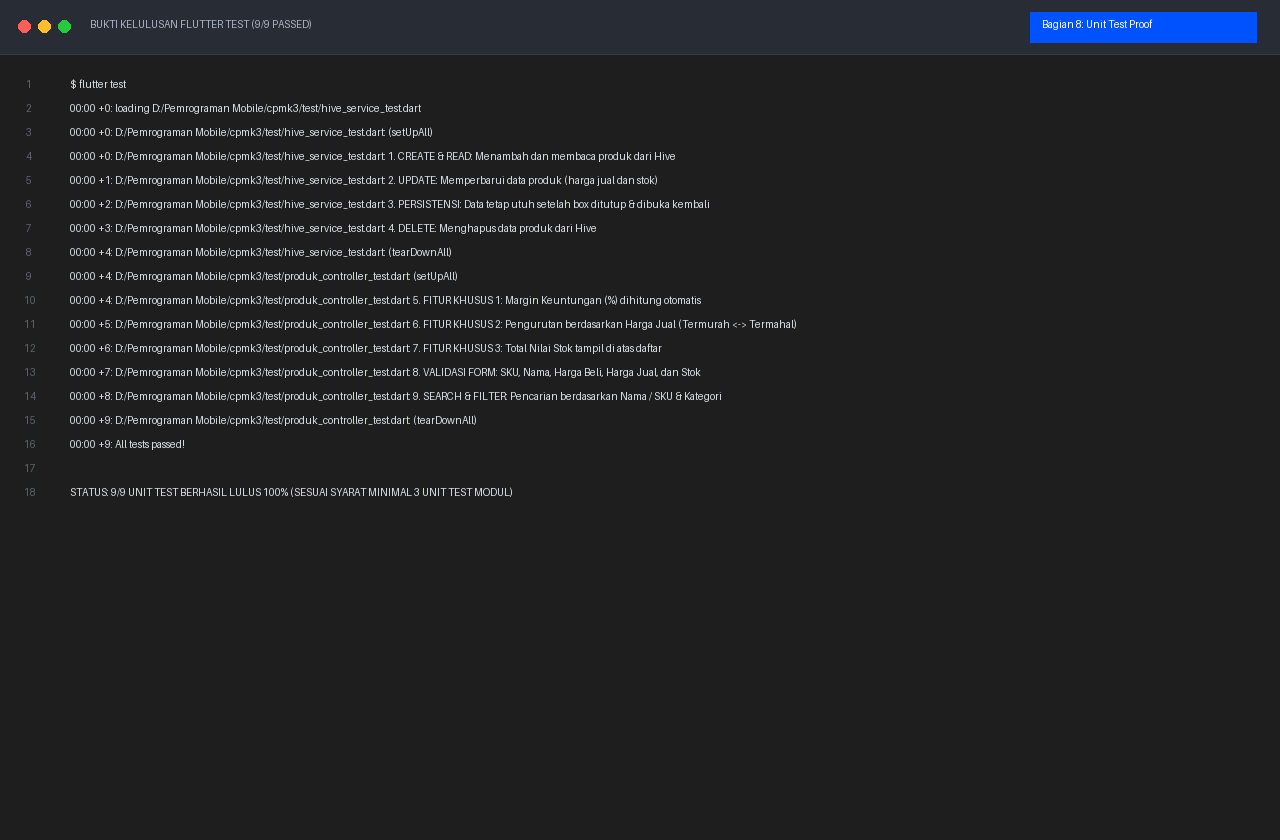 BUKTI KELULUSAN FLUTTER TEST (9/9 PASSED)
Bagian 8: Unit Test Proof
1 $ flutter test
2 00:00 +0: loading D:/Pemrograman Mobile/cpmk3/test/hive_service_test.dart
3 00:00 +0: D:/Pemrograman Mobile/cpmk3/test/hive_service_test.dart: (setUpAll)
4 00:00 +0: D:/Pemrograman Mobile/cpmk3/test/hive_service_test.dart: 1. CREATE & READ: Menambah dan membaca produk dari Hive
5 00:00 +1: D:/Pemrograman Mobile/cpmk3/test/hive_service_test.dart: 2. UPDATE: Memperbarui data produk (harga jual dan stok)
6 00:00 +2: D:/Pemrograman Mobile/cpmk3/test/hive_service_test.dart: 3. PERSISTENSI: Data tetap utuh setelah box ditutup & dibuka kembali
7 00:00 +3: D:/Pemrograman Mobile/cpmk3/test/hive_service_test.dart: 4. DELETE: Menghapus data produk dari Hive
8 00:00 +4: D:/Pemrograman Mobile/cpmk3/test/hive_service_test.dart: (tearDownAll)
9 00:00 +4: D:/Pemrograman Mobile/cpmk3/test/produk_controller_test.dart: (setUpAll)
10 00:00 +4: D:/Pemrograman Mobile/cpmk3/test/produk_controller_test.dart: 5. FITUR KHUSUS 1: Margin Keuntungan (%) dihitung otomatis
11 00:00 +5: D:/Pemrograman Mobile/cpmk3/test/produk_controller_test.dart: 6. FITUR KHUSUS 2: Pengurutan berdasarkan Harga Jual (Termurah <-> Termahal)
12 00:00 +6: D:/Pemrograman Mobile/cpmk3/test/produk_controller_test.dart: 7. FITUR KHUSUS 3: Total Nilai Stok tampil di atas daftar
13 00:00 +7: D:/Pemrograman Mobile/cpmk3/test/produk_controller_test.dart: 8. VALIDASI FORM: SKU, Nama, Harga Beli, Harga Jual, dan Stok
14 00:00 +8: D:/Pemrograman Mobile/cpmk3/test/produk_controller_test.dart: 9. SEARCH & FILTER: Pencarian berdasarkan Nama / SKU & Kategori
15 00:00 +9: D:/Pemrograman Mobile/cpmk3/test/produk_controller_test.dart: (tearDownAll)
16 00:00 +9: All tests passed!
17
18 STATUS: 9/9 UNIT TEST BERHASIL LULUS 100% (SESUAI SYARAT MINIMAL 3 UNIT TEST MODUL)